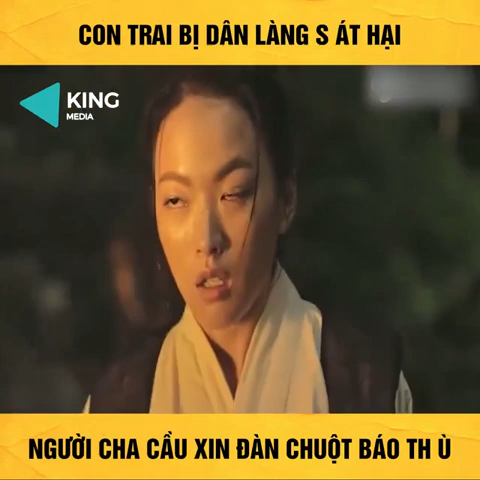 CON TRAI BỊ DÂN LÀNG S ÁT HẠI
KING
MEDIA
NGƯỜI CHA CẦU XIN ĐÀN CHUỘT BÁO TH Ù